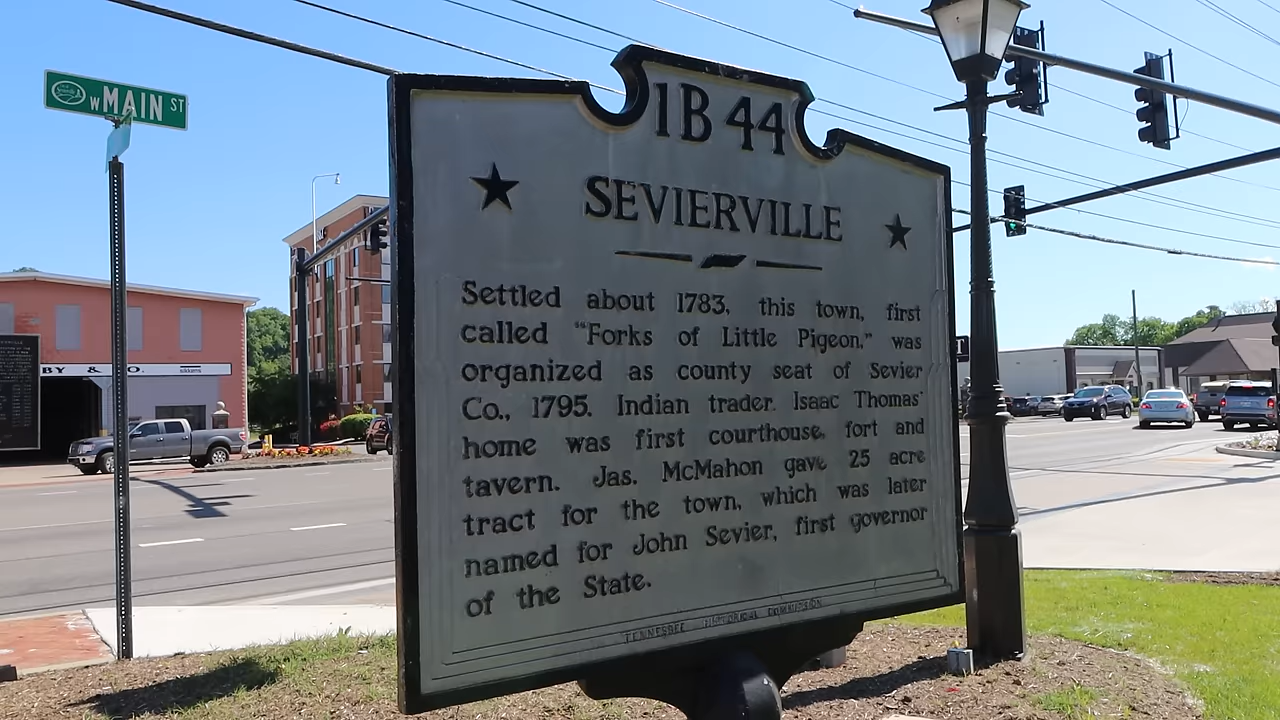 W MAIN ST
1B 44
SEVIERVILLE
Settled about 1783, this town, first
called "Forks of Little Pigeon," was
organized as county seat of Sevier
Co., 1795. Indian trader Isaac Thomas'
home was first courthouse, fort and
tavern. Jas. McMahon gave 25 acre
tract for the town, which was later
named for John Sevier, first governor
of the State.
TENNESSEE HISTORICAL COMMISSION
BY & CO.